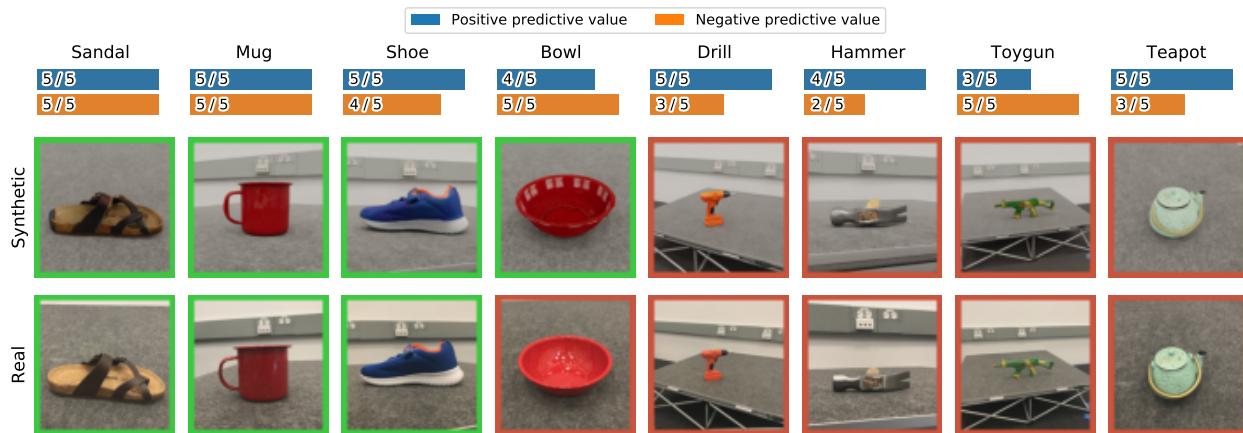 Positive predictive value Negative predictive value
Sandal Mug Shoe Bowl Drill Hammer Toygun Teapot
5 / 5 5 / 5 5 / 5 4 / 5 5 / 5 4 / 5 3 / 5 5 / 5
5 / 5 5 / 5 4 / 5 5 / 5 3 / 5 2 / 5 5 / 5 3 / 5
Synthetic
Real